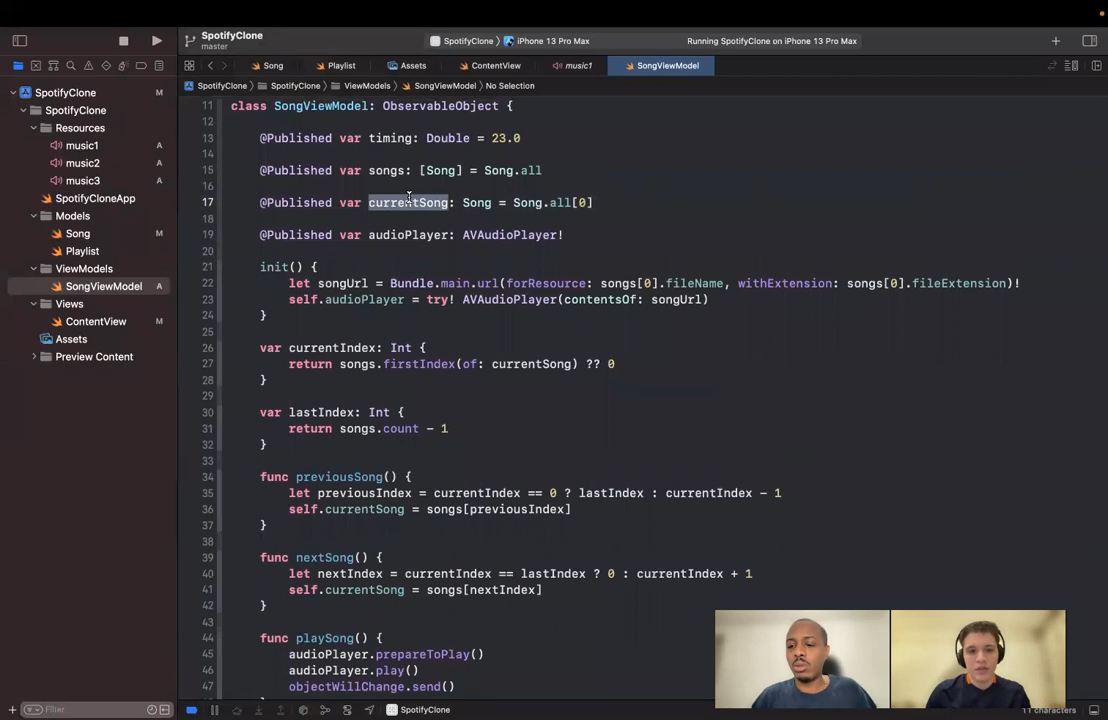 SpotifyClone
master
SpotifyClone
iPhone 13 Pro Max
Running SpotifyClone on iPhone 13 Pro Max
Song
Playlist
Assets
ContentView
music1
SongViewModel
SpotifyClone
SpotifyClone
ViewModels
SongViewModel
No Selection
SpotifyClone M
SpotifyClone
Resources
music1 A
music2 A
music3 A
SpotifyCloneApp
Models
Song A
Playlist
ViewModels
SongViewModel A
Views
ContentView M
Assets
Preview Content
11 class SongViewModel: ObservableObject {
12
13 @Published var timing: Double = 23.0
14
15 @Published var songs: [Song] = Song.all
16
17 @Published var currentSong: Song = Song.all[0]
18
19 @Published var audioPlayer: AVAudioPlayer!
20
21 init() {
22 let songUrl = Bundle.main.url(forResource: songs[0].fileName, withExtension: songs[0].fileExtension)!
23 self.audioPlayer = try! AVAudioPlayer(contentsOf: songUrl)
24 }
25
26 var currentIndex: Int {
27 return songs.firstIndex(of: currentSong) ?? 0
28 }
29
30 var lastIndex: Int {
31 return songs.count - 1
32 }
33
34 func previousSong() {
35 let previousIndex = currentIndex == 0 ? lastIndex : currentIndex - 1
36 self.currentSong = songs[previousIndex]
37 }
38
39 func nextSong() {
40 let nextIndex = currentIndex == lastIndex ? 0 : currentIndex + 1
41 self.currentSong = songs[nextIndex]
42 }
43
44 func playSong() {
45 audioPlayer.prepareToPlay()
46 audioPlayer.play()
47 objectWillChange.send()
Filter
SpotifyClone
11 characters